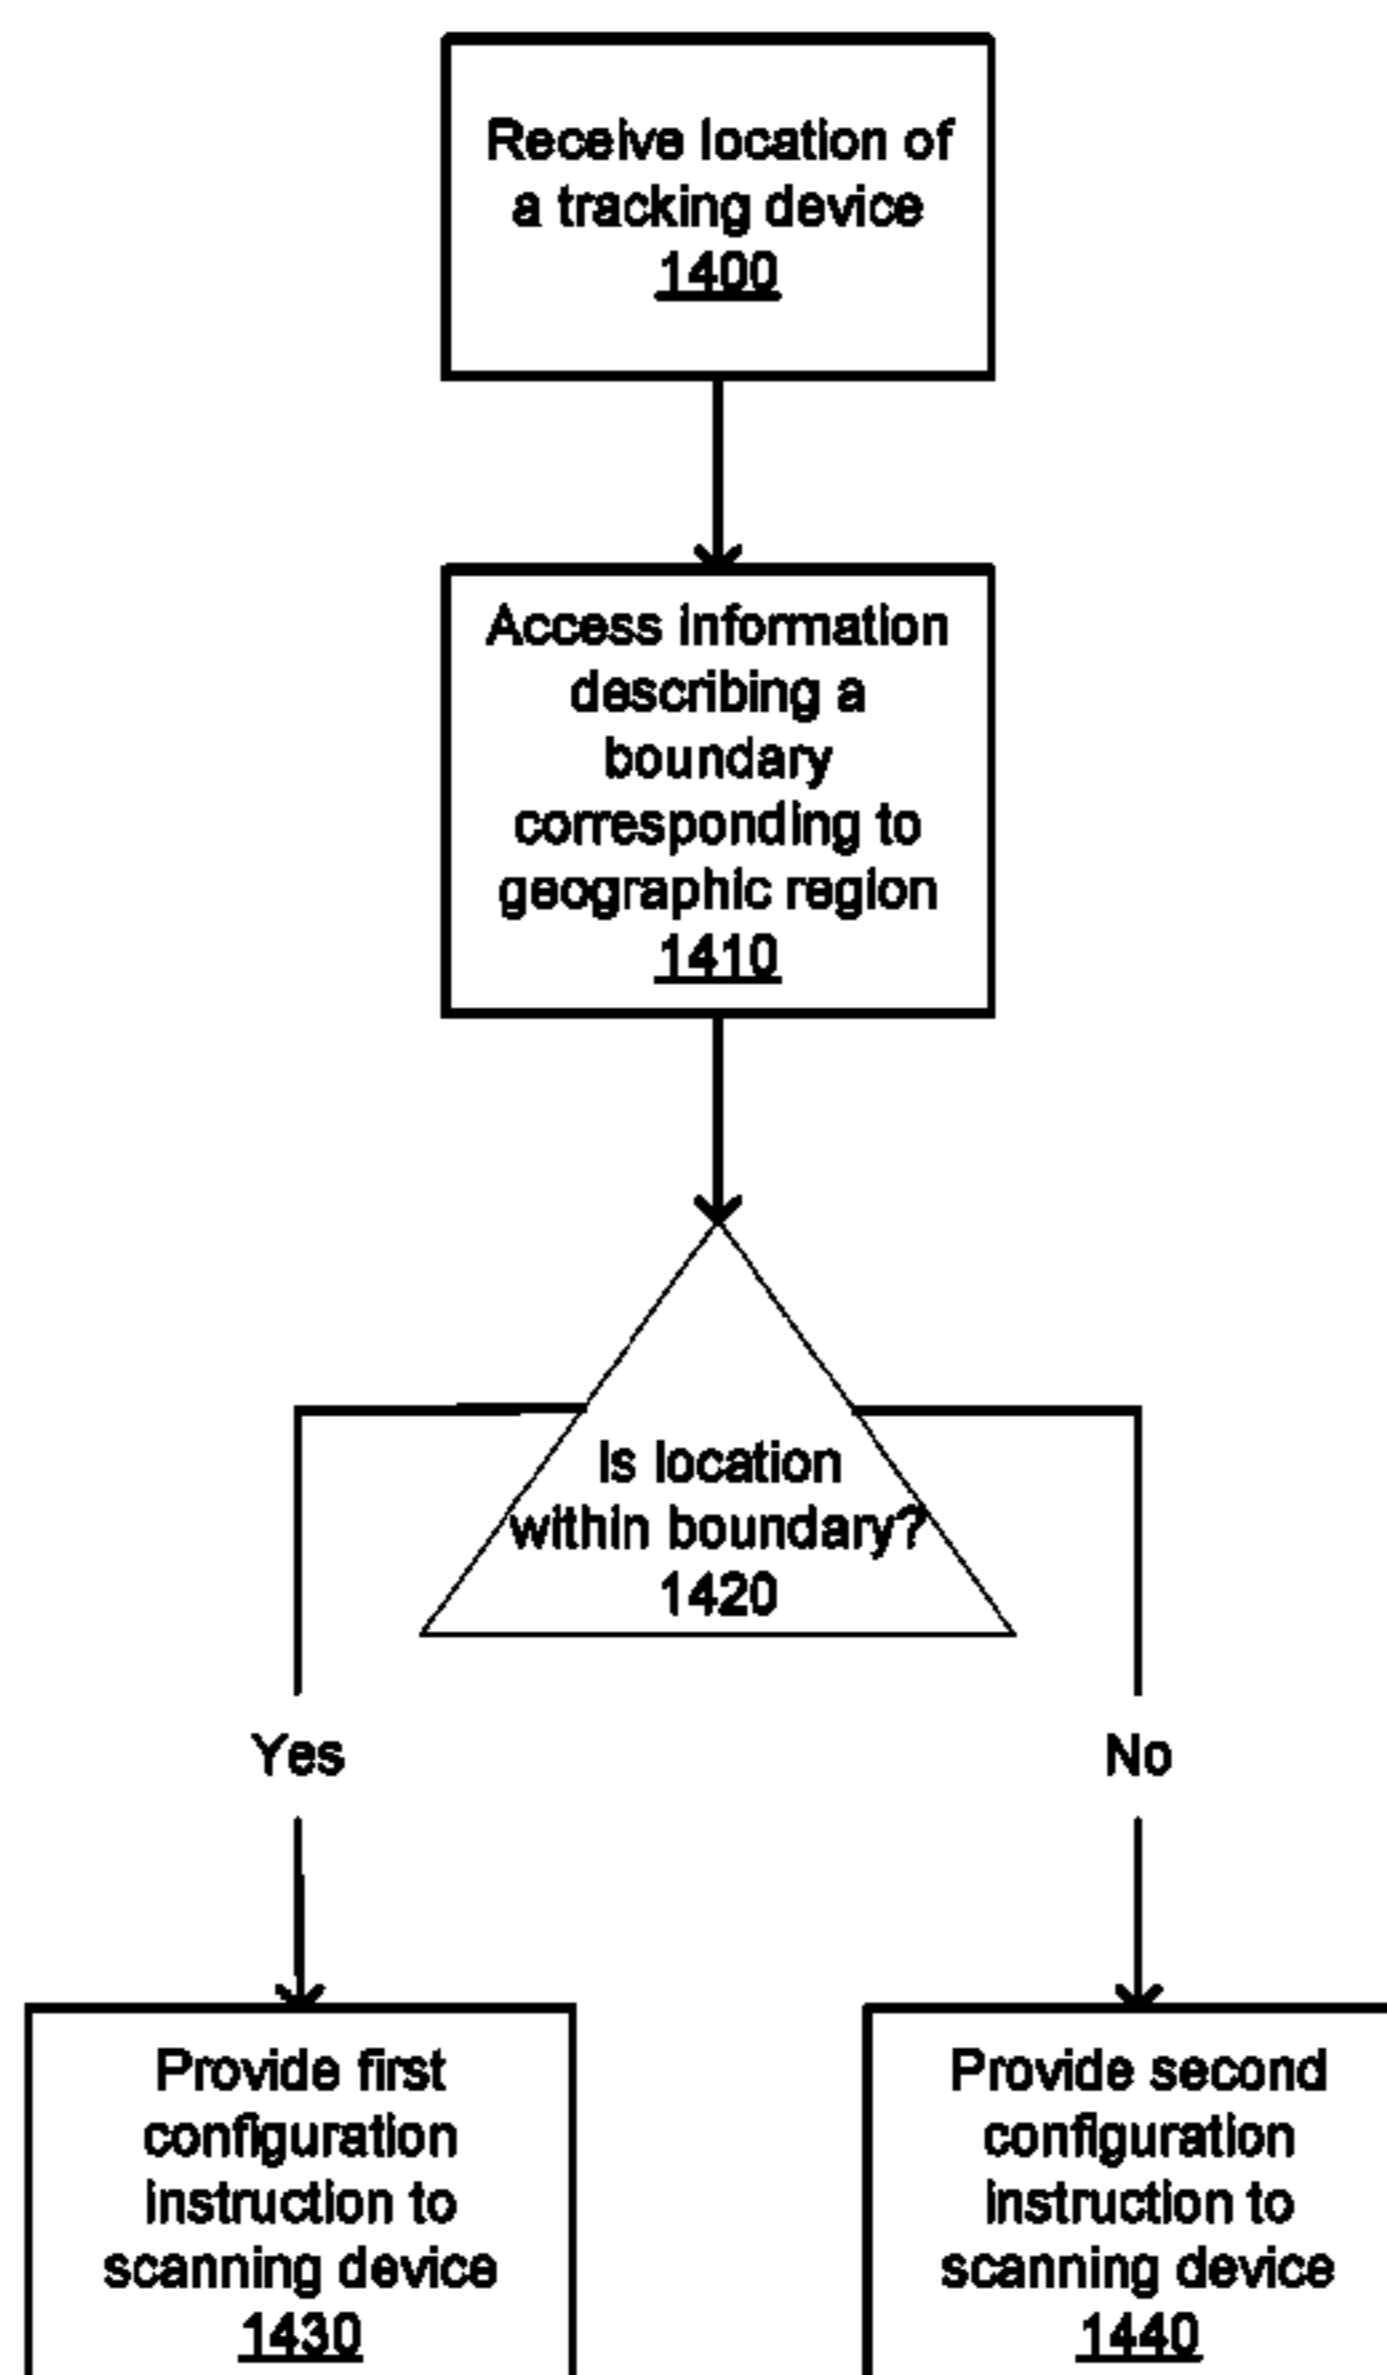 Receive location of
a tracking device
1400
Access information
describing a
boundary
corresponding to
geographic region
1410
Is location
within boundary?
1420
Yes
No
Provide first
configuration
instruction to
scanning device
1430
Provide second
configuration
instruction to
scanning device
1440